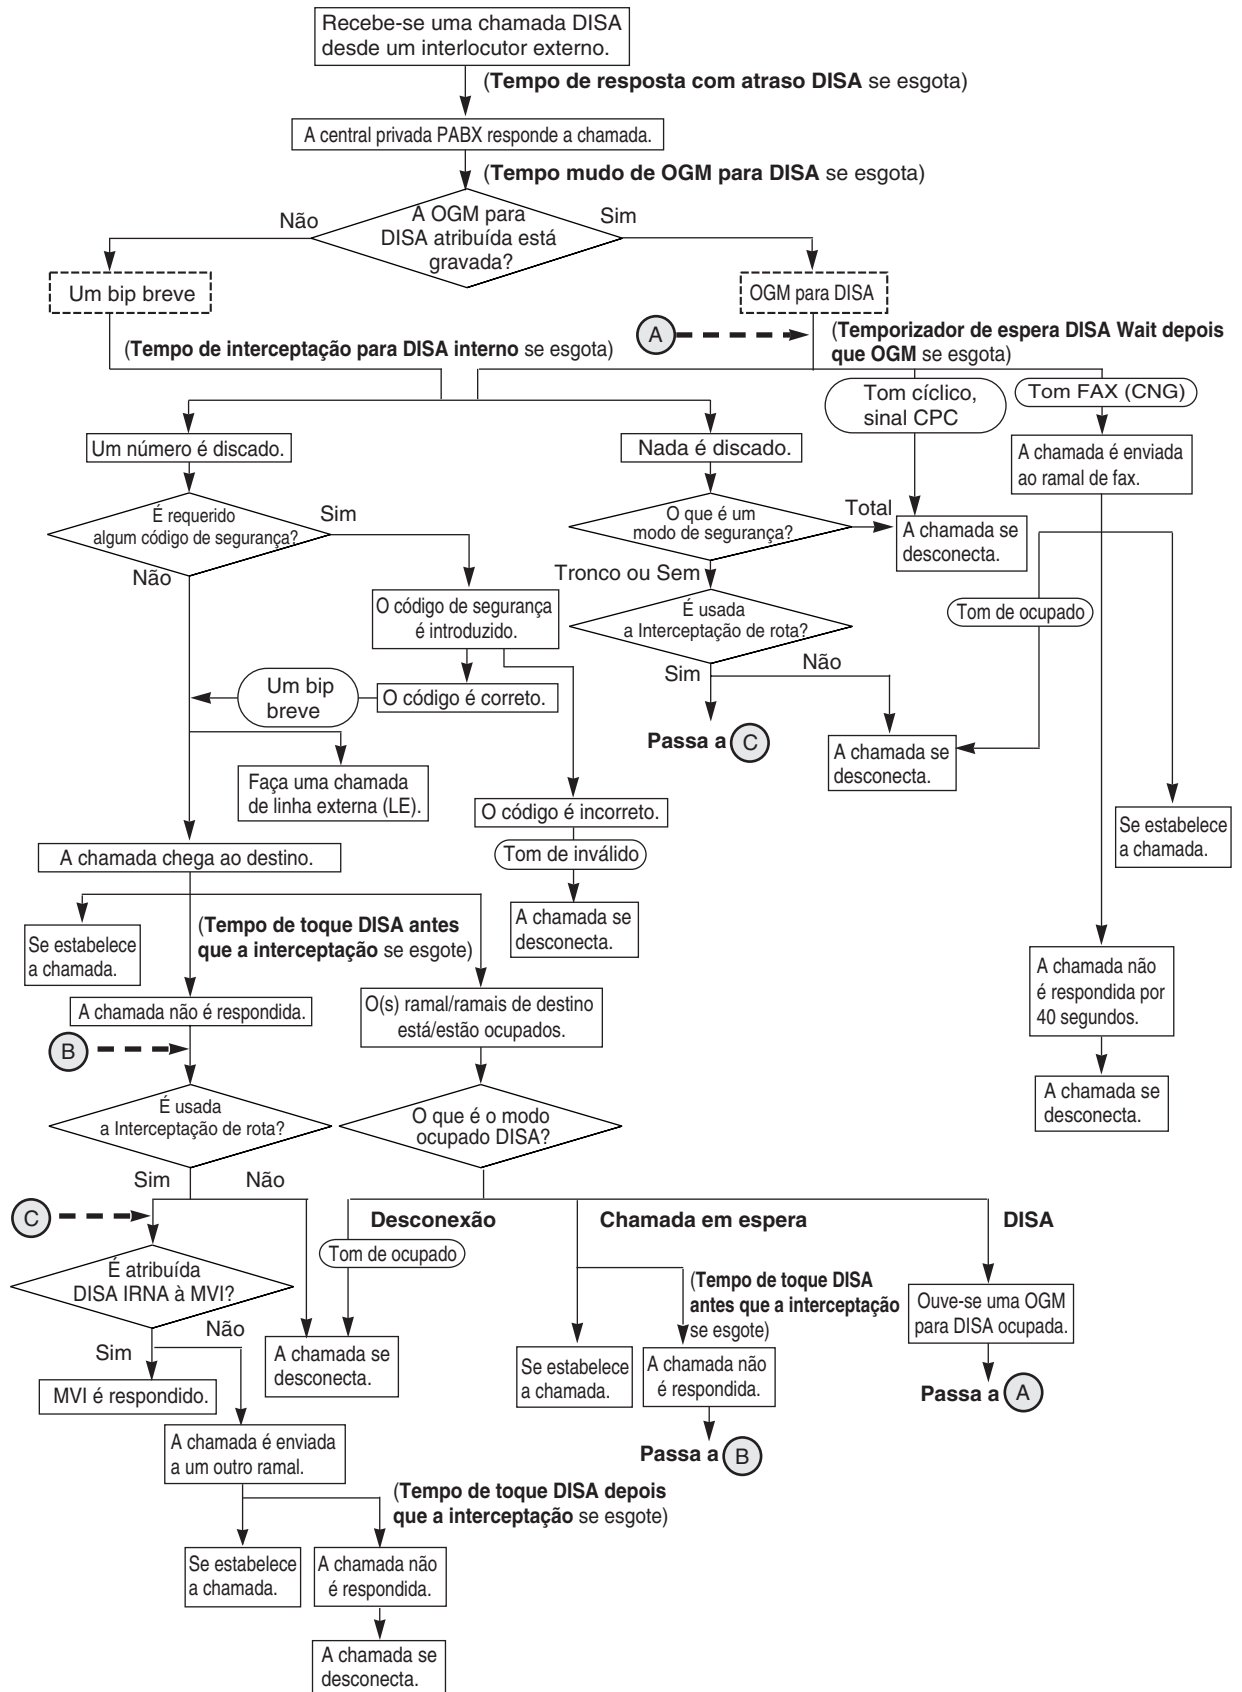 Recebe-se uma chamada DISA
desde um interlocutor externo.
(Tempo de resposta com atraso DISA se esgota)
A central privada PABX responde a chamada.
(Tempo mudo de OGM para DISA se esgota)
Não
A OGM para
DISA atribuída está
gravada?
Sim
Um bip breve
OGM para DISA
A
(Temporizador de espera DISA Wait depois
que OGM se esgota)
(Tempo de interceptação para DISA interno se esgota)
Tom cíclico,
sinal CPC
Tom FAX (CNG)
Um número é discado.
Nada é discado.
A chamada é enviada
ao ramal de fax.
É requerido
algum código de segurança?
Sim
Não
O que é um
modo de segurança?
Total
A chamada se
desconecta.
Tronco ou Sem
O código de segurança
é introduzido.
É usada
a Interceptação de rota?
Tom de ocupado
Sim
Não
Um bip
breve
O código é correto.
Passa a C
A chamada se
desconecta.
Faça uma chamada
de linha externa (LE).
O código é incorreto.
Se estabelece
a chamada.
A chamada chega ao destino.
Tom de inválido
(Tempo de toque DISA antes
que a interceptação se esgote)
A chamada se
desconecta.
Se estabelece
a chamada.
A chamada não
é respondida por
40 segundos.
A chamada não é respondida.
O(s) ramal/ramais de destino
está/estão ocupados.
B
A chamada se
desconecta.
É usada
a Interceptação de rota?
O que é o modo
ocupado DISA?
Sim
Não
C
Desconexão
Chamada em espera
DISA
Tom de ocupado
É atribuída
DISA IRNA à MVI?
(Tempo de toque DISA
antes que a interceptação
se esgote)
Ouve-se uma OGM
para DISA ocupada.
Não
Sim
A chamada se
desconecta.
Se estabelece
a chamada.
A chamada não
é respondida.
MVI é respondido.
Passa a A
A chamada é enviada
a um outro ramal.
Passa a B
(Tempo de toque DISA depois
que a interceptação se esgote)
Se estabelece
a chamada.
A chamada não
é respondida.
A chamada se
desconecta.